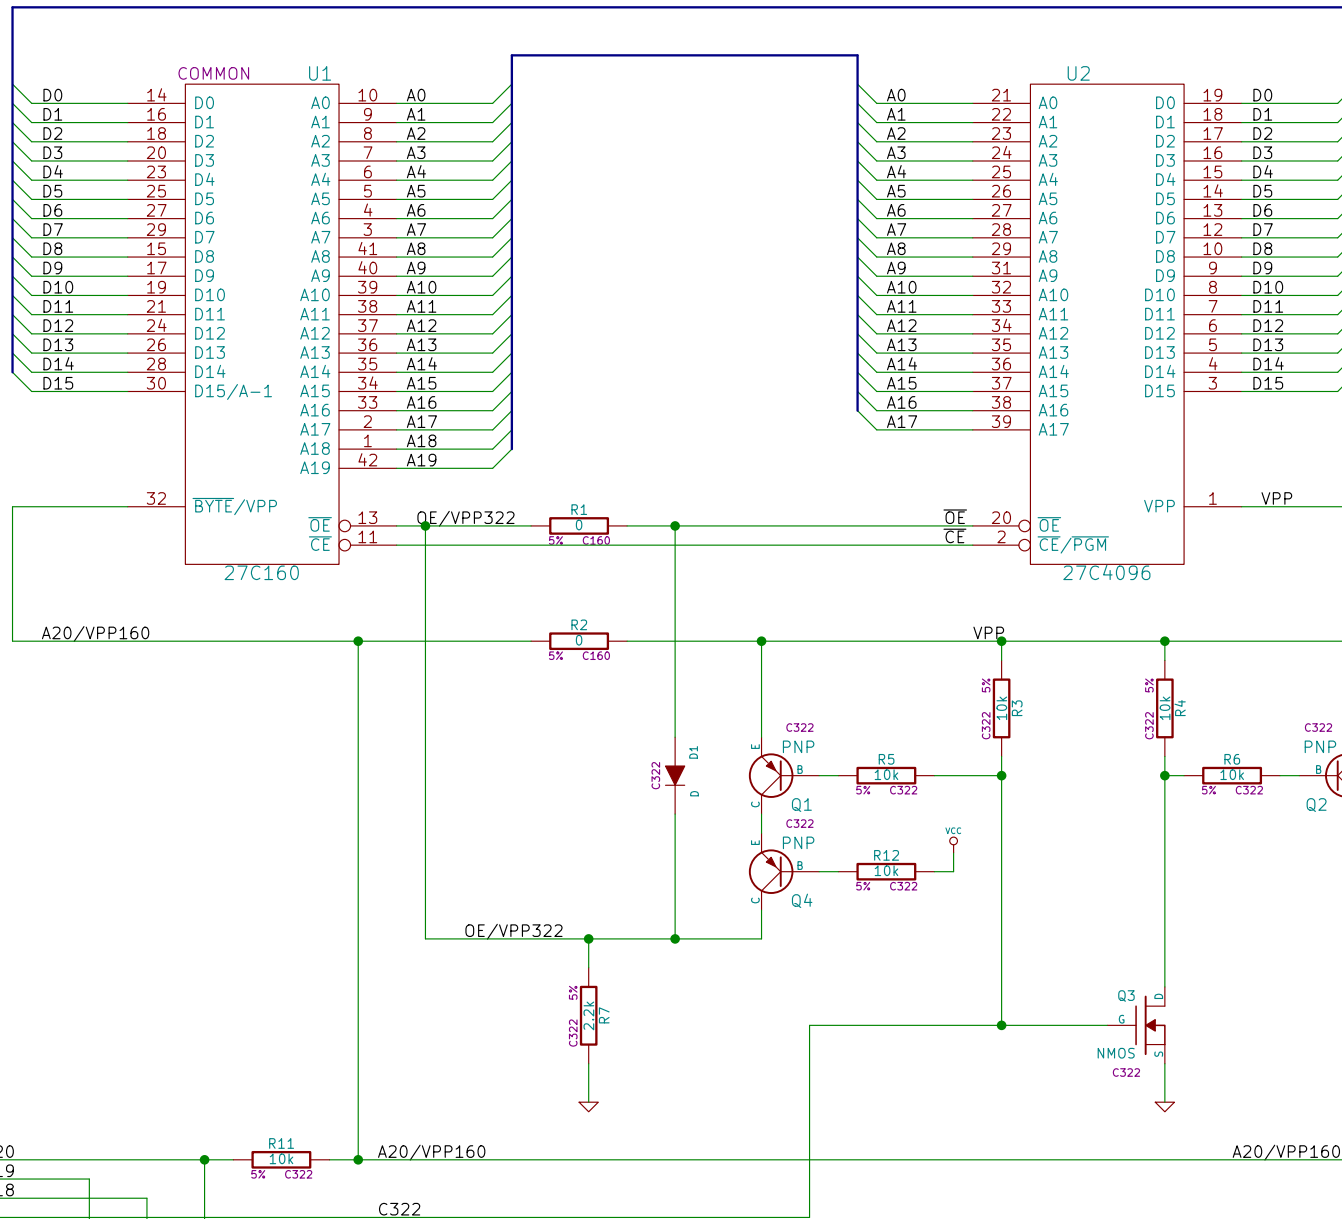 COMMON U1 U2
D0 14 D0 A0 10 A0 A0 21 A0 D0 19 D0
D1 16 D1 A1 9 A1 A1 22 A1 D1 18 D1
D2 18 D2 A2 8 A2 A2 23 A2 D2 17 D2
D3 20 D3 A3 7 A3 A3 24 A3 D3 16 D3
D4 23 D4 A4 6 A4 A4 25 A4 D4 15 D4
D5 25 D5 A5 5 A5 A5 26 A5 D5 14 D5
D6 27 D6 A6 4 A6 A6 27 A6 D6 13 D6
D7 29 D7 A7 3 A7 A7 28 A7 D7 12 D7
D8 15 D8 A8 41 A8 A8 29 A8 D8 10 D8
D9 17 D9 A9 40 A9 A9 31 A9 D9 9 D9
D10 19 D10 A10 39 A10 A10 32 A10 D10 8 D10
D11 21 D11 A11 38 A11 A11 33 A11 D11 7 D11
D12 24 D12 A12 37 A12 A12 34 A12 D12 6 D12
D13 26 D13 A13 36 A13 A13 35 A13 D13 5 D13
D14 28 D14 A14 35 A14 A14 36 A14 D14 4 D14
D15 30 D15/A-1 A15 34 A15 A15 37 A15 D15 3 D15
A16 33 A16 A16 38 A16
A17 2 A17 A17 39 A17
A18 1 A18
A19 42 A19
32 BYTE/VPP VPP 1 VPP
R1
OE 13 OE/VPP322 0 OE 20 OE
5% C160
CE 11 CE 2 CE/PGM
27C160 27C4096
R2
A20/VPP160 0 VPP
5% C160
5% 10k R3 C322
5% 10k R4 C322
C322 C322
PNP PNP
E B C Q1
R5
10k
5% C322
R6
10k
5% C322
B Q2
D1 C322 D
C322
PNP
E B C Q4
R12
10k
5% C322
VCC
OE/VPP322
5% 2.2k R7 C322
Q3 D
G
NMOS S
C322
R11
20 10k A20/VPP160 A20/VPP160
5% C322
9
8
C322